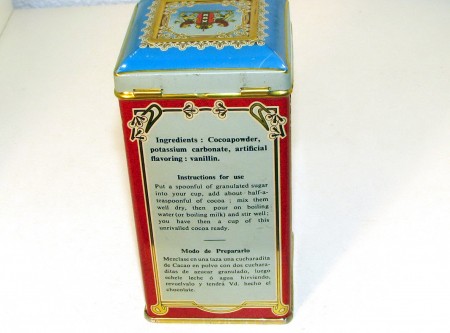 Ingredients : Cocoapowder,
potassium carbonate, artificial
flavoring : vanillin.
Instructions for use
Put a spoonful of granulated sugar
into your cup, add about half-a-
teaspoonful of cocoa ; mix them
well dry, then pour on boiling
water (or boiling milk) and stir well ;
you have then a cup of this
unrivalled cocoa ready.
Modo de Prepararlo
Mezclase en una taza una cucharadita
de Cacao en polvo con dos cuchara-
ditas de azucar granulado, luego
echele leche ó agua hirviendo,
revuelvalo y tendrá Vd. hecho el
chocolate.